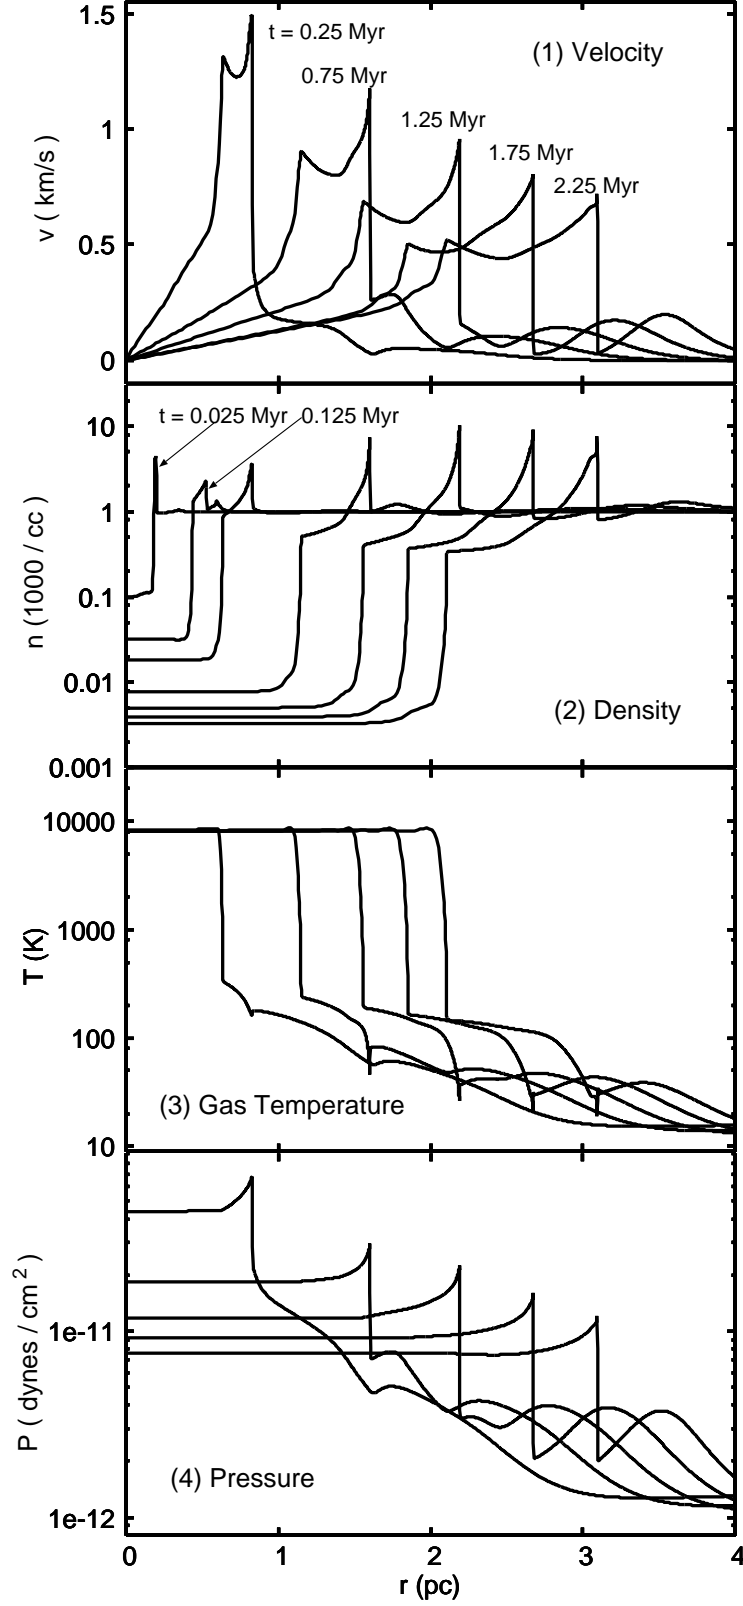 1.5
t = 0.25 Myr
(1) Velocity
0.75 Myr
1
1.25 Myr
1.75 Myr
2.25 Myr
v ( km/s )
0.5
0
10
t = 0.025 Myr
0.125 Myr
n (1000 / cc)
1
0.1
0.01
(2) Density
0.001
10000
T (K)
1000
100
(3) Gas Temperature
10
P ( dynes / cm 2 )
1e-11
(4) Pressure
1e-12
0 1 2 3 4
r (pc)